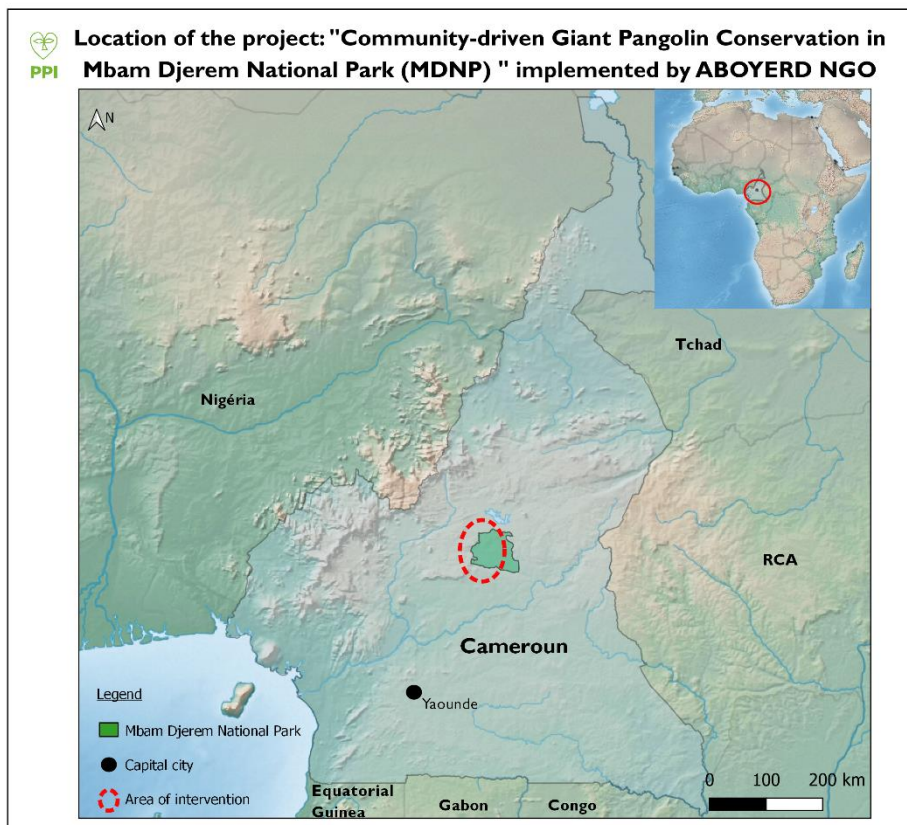 Location of the project: "Community-driven Giant Pangolin Conservation in
PPI
Mbam Djerem National Park (MDNP) " implemented by ABOYERD NGO
N
Tchad
Nigéria
RCA
Cameroun
Yaounde
Legend
Mbam Djerem National Park
Capital city
Area of intervention
0 100 200 km
Equatorial
Guinea
Gabon
Congo